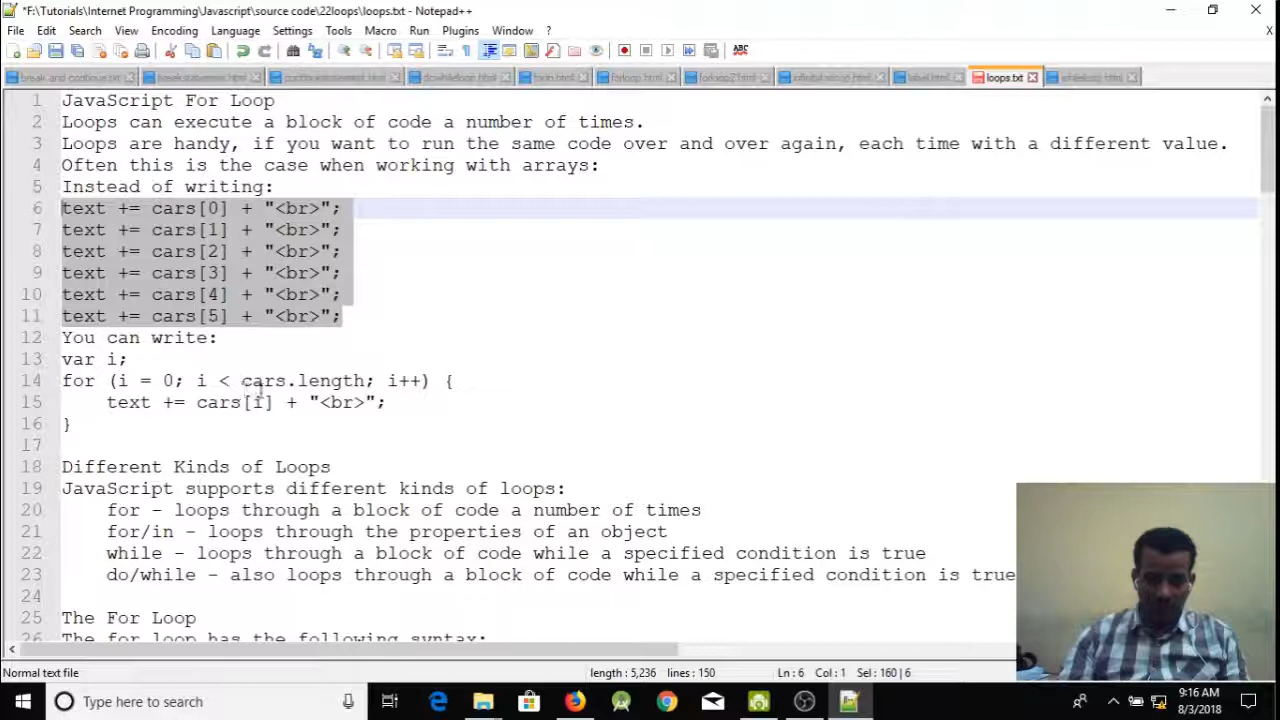 *F:\Tutorials\Internet Programming\Javascript\source code\22loops\loops.txt - Notepad++
File Edit Search View Encoding Language Settings Tools Macro Run Plugins Window ?
X
ABC
loops.txt
1 JavaScript For Loop
2 Loops can execute a block of code a number of times.
3 Loops are handy, if you want to run the same code over and over again, each time with a different value.
4 Often this is the case when working with arrays:
5 Instead of writing:
6 text += cars[0] + "<br>";
7 text += cars[1] + "<br>";
8 text += cars[2] + "<br>";
9 text += cars[3] + "<br>";
10 text += cars[4] + "<br>";
11 text += cars[5] + "<br>";
12 You can write:
13 var i;
14 for (i = 0; i < cars.length; i++) {
15 text += cars[i] + "<br>";
16 }
17
18 Different Kinds of Loops
19 JavaScript supports different kinds of loops:
20 for - loops through a block of code a number of times
21 for/in - loops through the properties of an object
22 while - loops through a block of code while a specified condition is true
23 do/while - also loops through a block of code while a specified condition is true
24
25 The For Loop
26 The for loop has the following syntax:
Normal text file length : 5,236 lines : 150 Ln : 6 Col : 1 Sel : 160 | 6
Type here to search
9:16 AM
8/3/2018